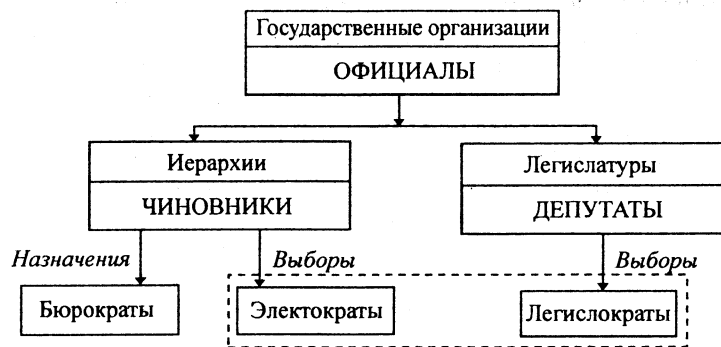 Государственные организации
ОФИЦИАЛЫ
Иерархии
Легислатуры
ЧИНОВНИКИ
ДЕПУТАТЫ
Назначения
Выборы
Выборы
Бюрократы
Электократы
Легислократы